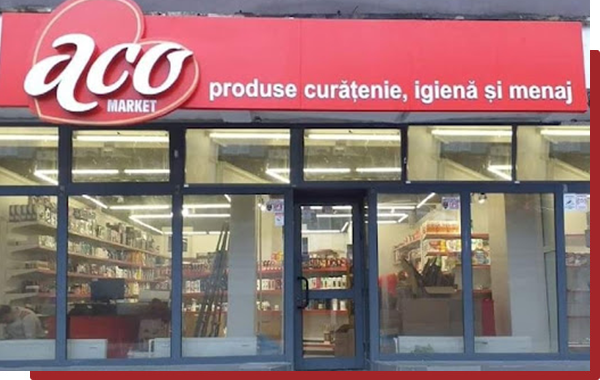 aco
MARKET
produse curățenie, igienă și menaj